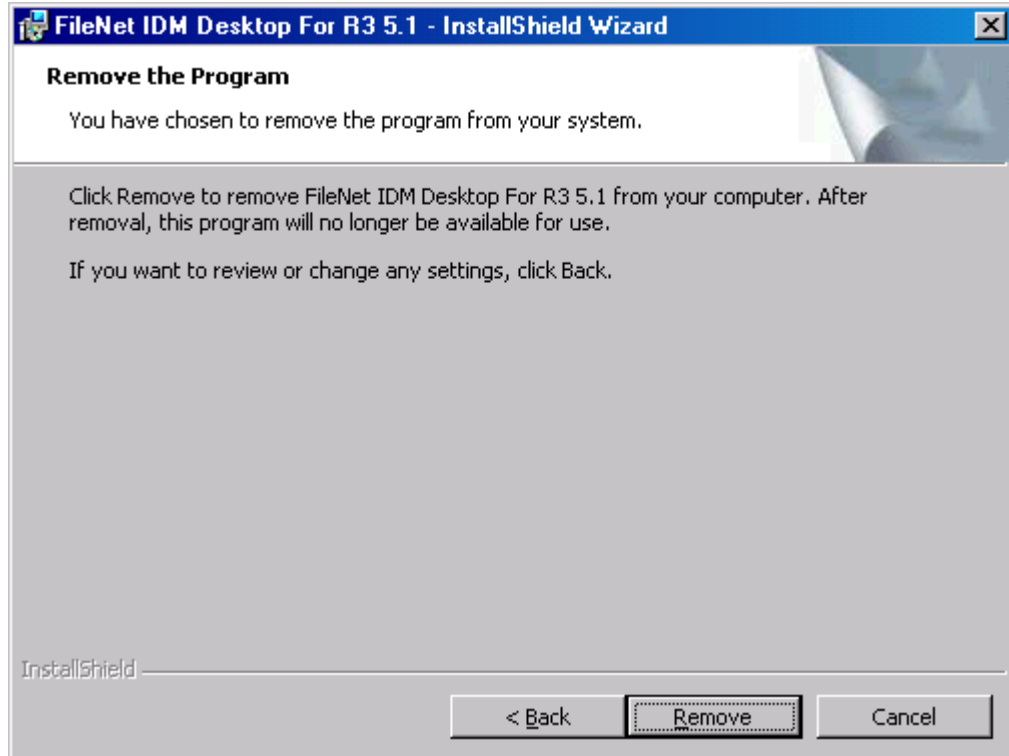 FileNet IDM Desktop For R3 5.1 - InstallShield Wizard
Remove the Program
You have chosen to remove the program from your system.
Click Remove to remove FileNet IDM Desktop For R3 5.1 from your computer. After
removal, this program will no longer be available for use.
If you want to review or change any settings, click Back.
InstallShield
< Back
Remove
Cancel